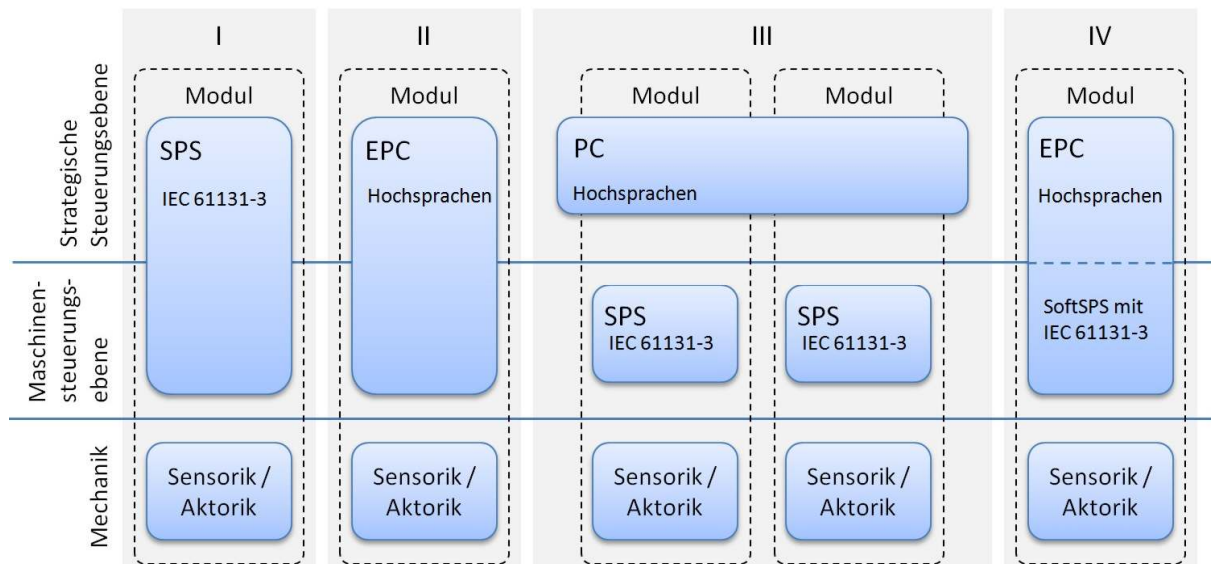 I
II
III
IV
Strategische
Steuerungsebene
Modul
Modul
Modul
Modul
Modul
SPS
IEC 61131-3
EPC
Hochsprachen
PC
Hochsprachen
EPC
Hochsprachen
Maschinen-
steuerungs-
ebene
SPS
IEC 61131-3
SPS
IEC 61131-3
SoftSPS mit
IEC 61131-3
Mechanik
Sensorik /
Aktorik
Sensorik /
Aktorik
Sensorik /
Aktorik
Sensorik /
Aktorik
Sensorik /
Aktorik